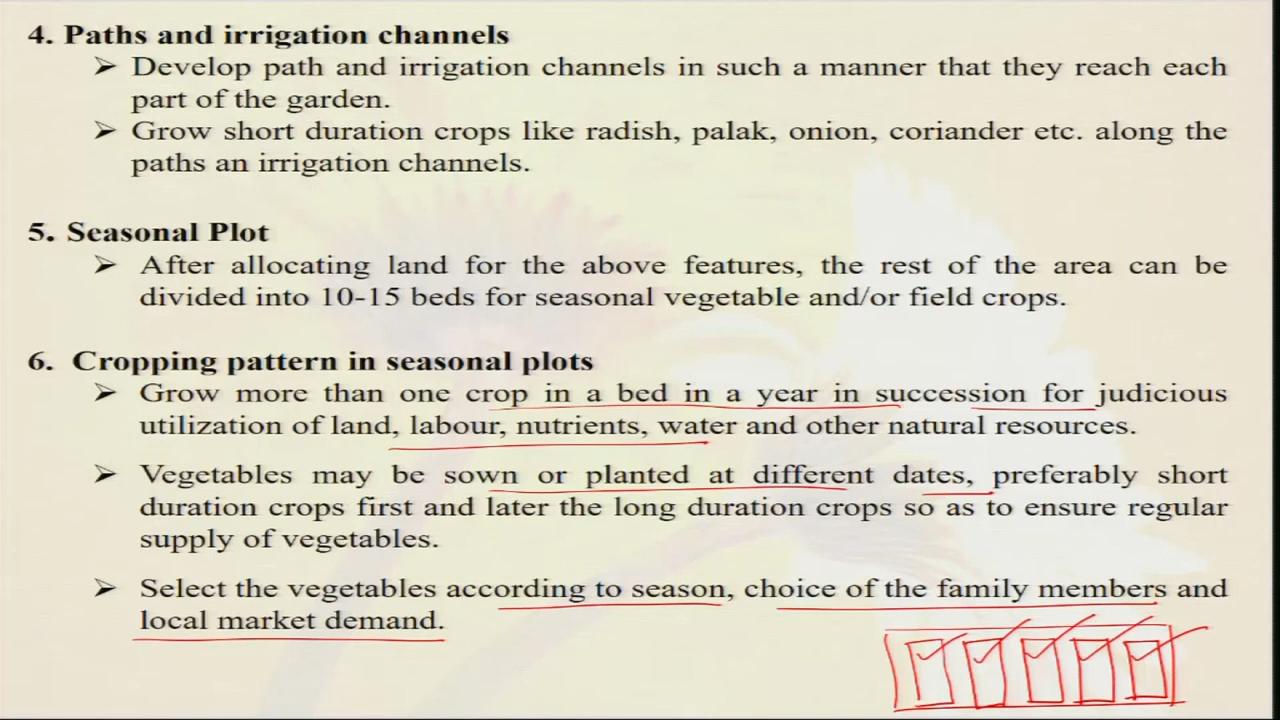 4. Paths and irrigation channels
➢ Develop path and irrigation channels in such a manner that they reach each
part of the garden.
➢ Grow short duration crops like radish, palak, onion, coriander etc. along the
paths an irrigation channels.
5. Seasonal Plot
➢ After allocating land for the above features, the rest of the area can be
divided into 10-15 beds for seasonal vegetable and/or field crops.
6. Cropping pattern in seasonal plots
➢ Grow more than one crop in a bed in a year in succession for judicious
utilization of land, labour, nutrients, water and other natural resources.
➢ Vegetables may be sown or planted at different dates, preferably short
duration crops first and later the long duration crops so as to ensure regular
supply of vegetables.
➢ Select the vegetables according to season, choice of the family members and
local market demand.